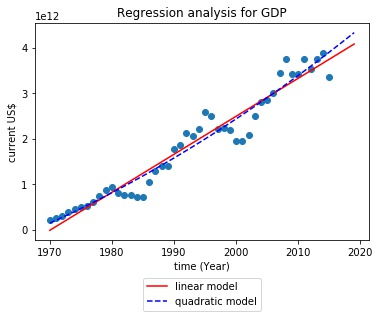 Regression analysis for GDP
1e12
4
3
2
1
0
current US$
1970 1980 1990 2000 2010 2020
time (Year)
linear model
quadratic model